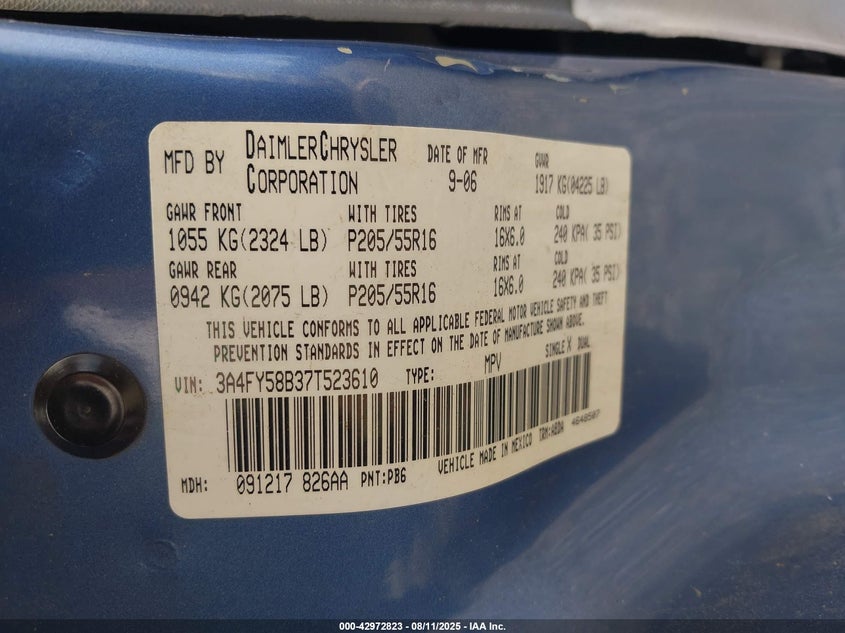 MFD BY DAIMLERCHRYSLER CORPORATION DATE OF MFR 9-06 GVWR 1917 KG(04225 LB)
GAWR FRONT WITH TIRES RIMS AT COLD
1055 KG(2324 LB) P205/55R16 16X6.0 240 KPA( 35 PSI)
GAWR REAR WITH TIRES RIMS AT COLD
0942 KG(2075 LB) P205/55R16 16X6.0 240 KPA( 35 PSI)
THIS VEHICLE CONFORMS TO ALL APPLICABLE FEDERAL MOTOR VEHICLE SAFETY AND THEFT
PREVENTION STANDARDS IN EFFECT ON THE DATE OF MANUFACTURE SHOWN ABOVE.
VIN: 3A4FY58B37T523610 TYPE: MPV SINGLE X DUAL
4648507
MDH: 091217 826AA PNT:PB6 VEHICLE MADE IN MEXICO TRM:ABDA
000-42972823 - 08/11/2025 - IAA Inc.